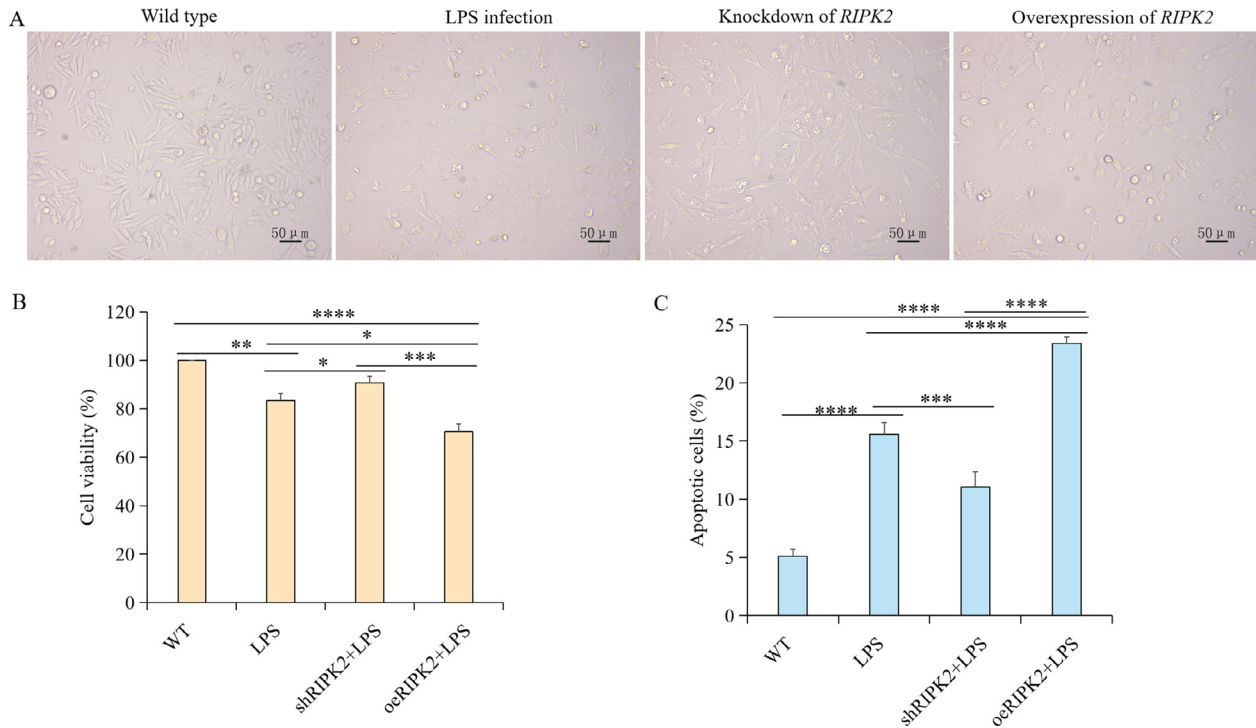 A
Wild type
LPS infection
Knockdown of RIPK2
Overexpression of RIPK2
50 μm
50 μm
50 μm
50 μm
B
Cell viability (%)
120
100
80
60
40
20
0
****
*
**
*
***
WT
LPS
shRIPK2+LPS
oeRIPK2+LPS
C
Apoptotic cells (%)
25
20
15
10
5
0
****
****
****
****
***
WT
LPS
shRIPK2+LPS
oeRIPK2+LPS